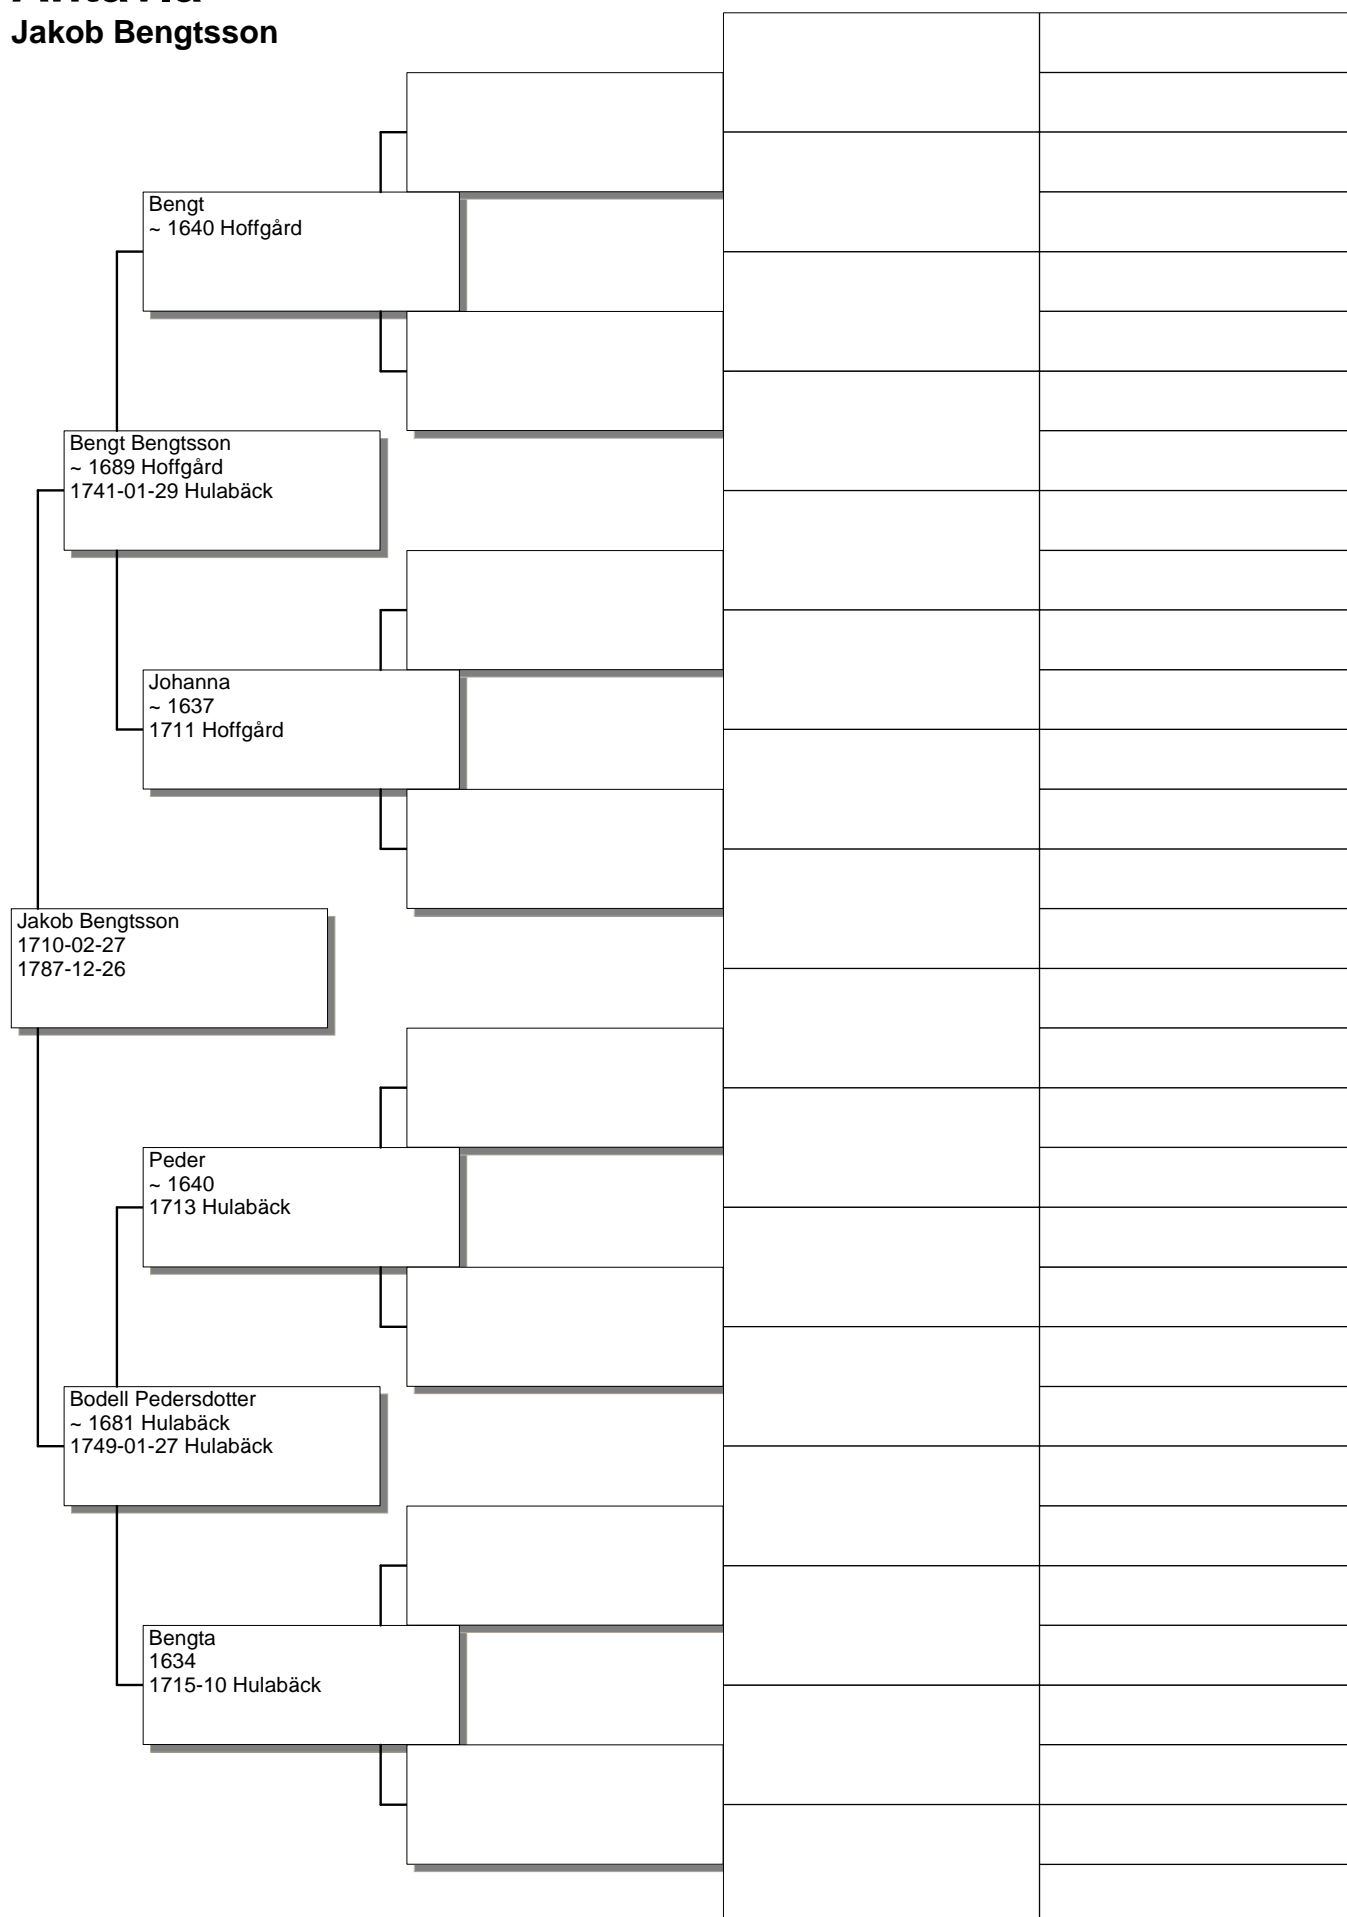 Jakob Bengtsson
Bengt
~ 1640 Hoffgård
Bengt Bengtsson
~ 1689 Hoffgård
1741-01-29 Hulabäck
Johanna
~ 1637
1711 Hoffgård
Jakob Bengtsson
1710-02-27
1787-12-26
Peder
~ 1640
1713 Hulabäck
Bodell Pedersdotter
~ 1681 Hulabäck
1749-01-27 Hulabäck
Bengta
1634
1715-10 Hulabäck